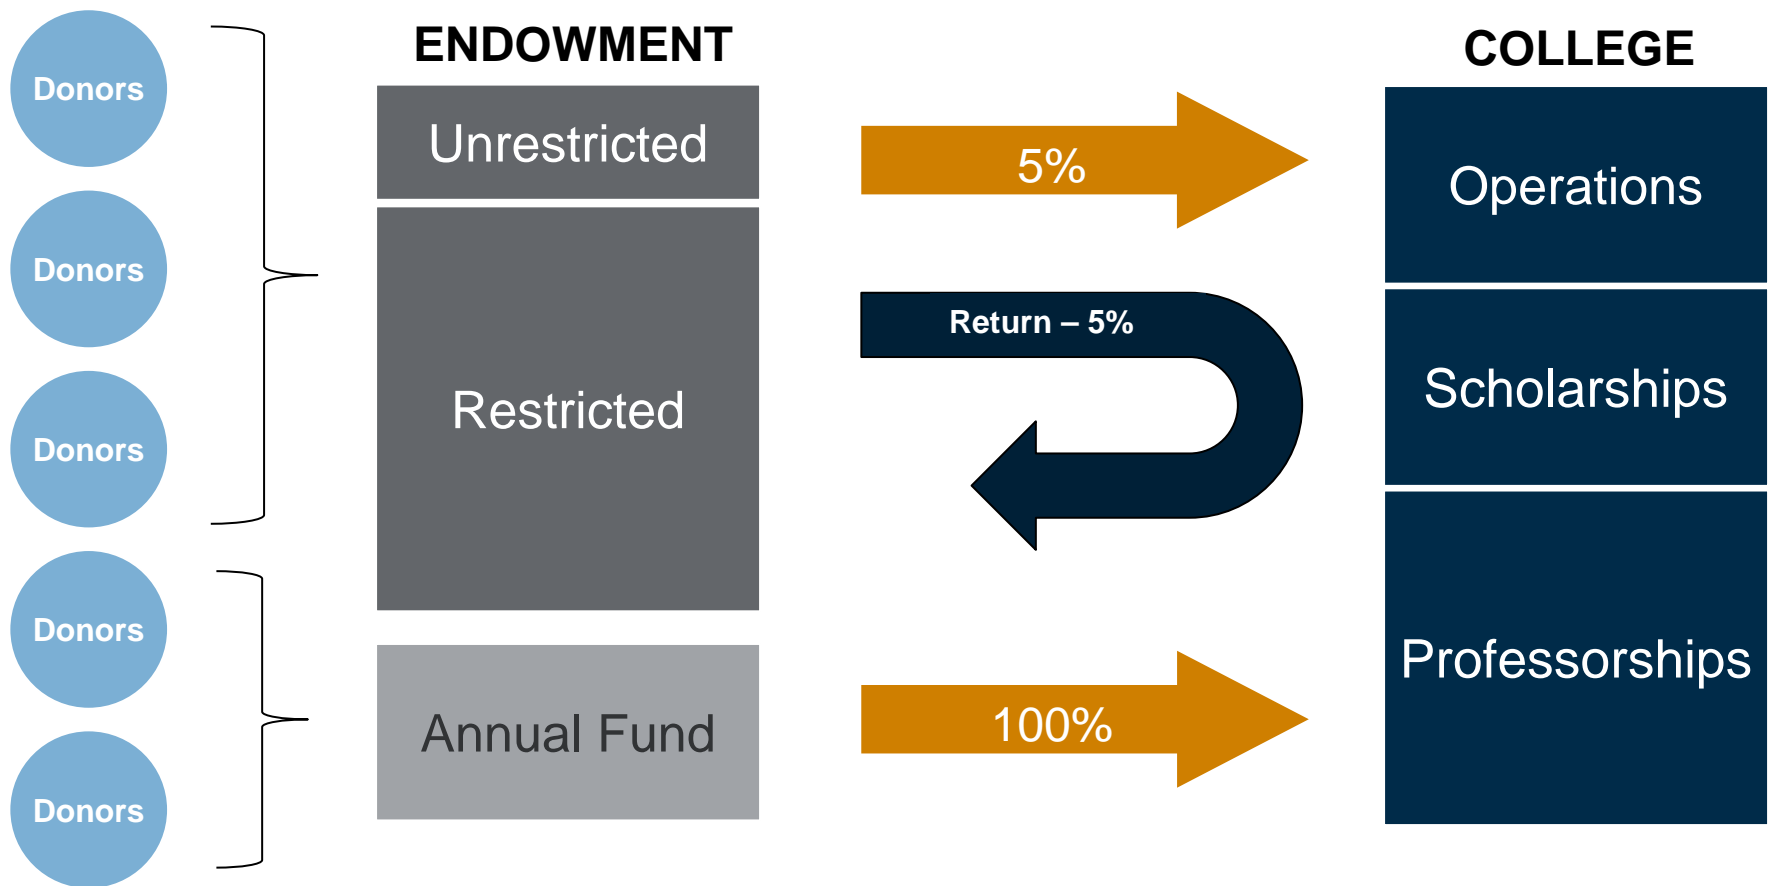 Donors
Donors
Donors
Donors
Donors
ENDOWMENT
Unrestricted
Restricted
Annual Fund
5%
Return – 5%
100%
COLLEGE
Operations
Scholarships
Professorships